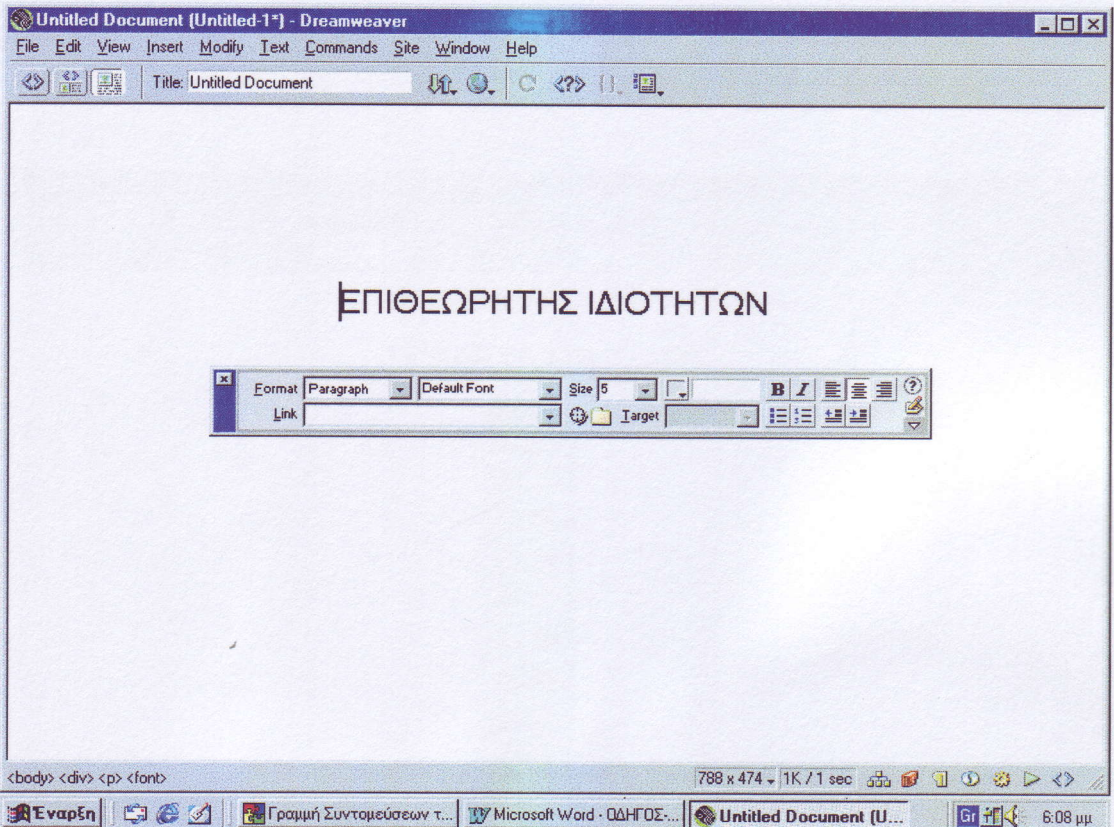 Untitled Document (Untitled-1*) - Dreamweaver
File Edit View Insert Modify Text Commands Site Window Help
Title: Untitled Document
ΕΠΙΘΕΩΡΗΤΗΣ ΙΔΙΟΤΗΤΩΝ
Format Paragraph Default Font Size 5 B I
Link Target
<body> <div> <p> <font> 788 x 474 1K / 1 sec
Έναρξη Γραμμή Συντομεύσεων τ... Microsoft Word - ΟΔΗΓΟΣ-... Untitled Document (U... Gr 6:08 μμ